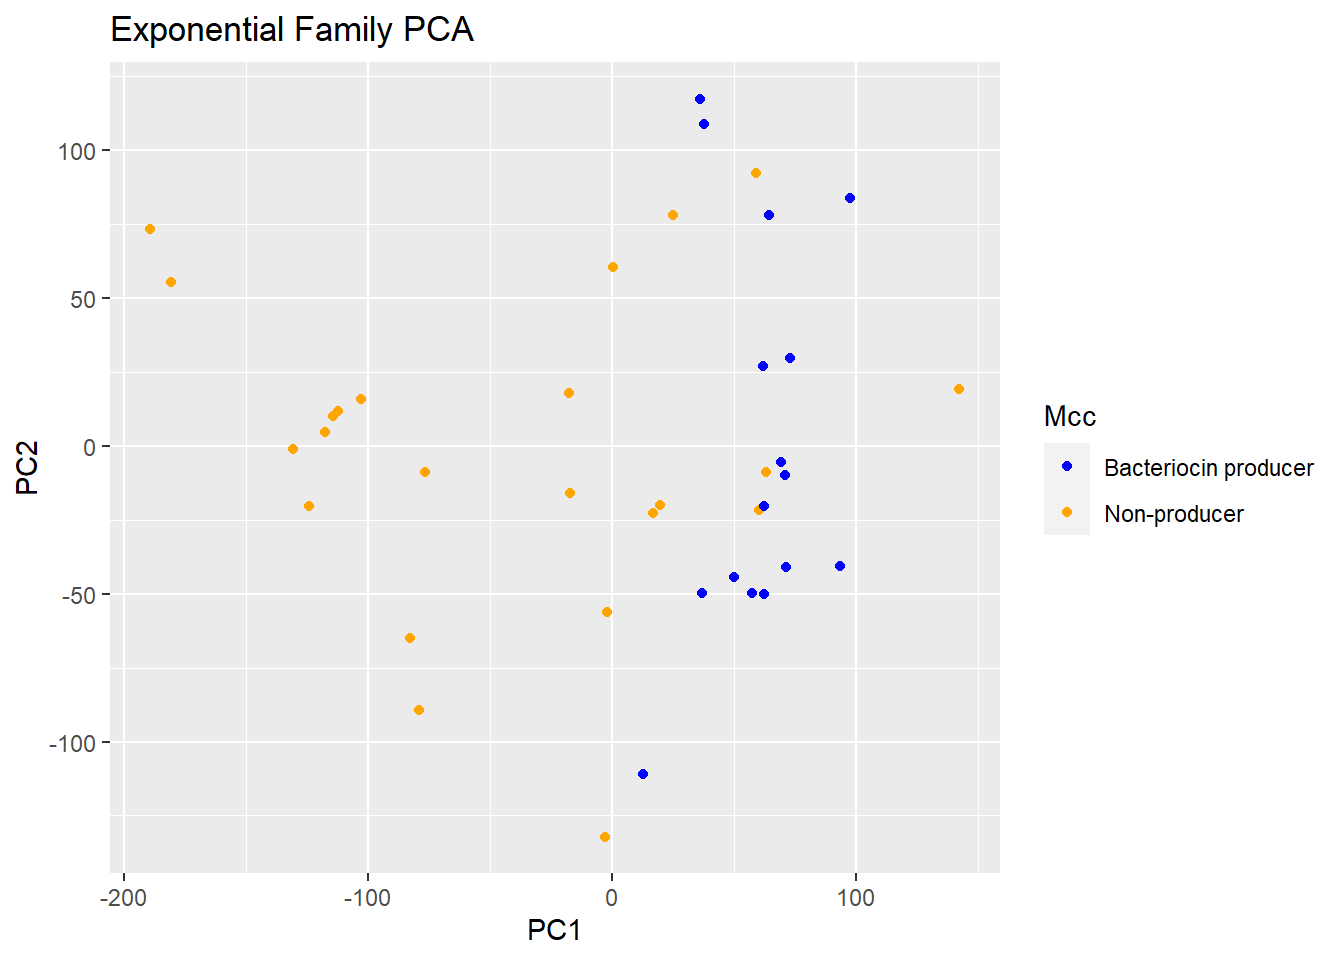 Exponential Family PCA
100
50
0
-50
-100
PC2
-200
-100
0
100
PC1
Mcc
Bacteriocin producer
Non-producer